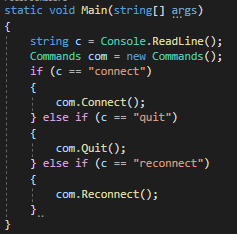 static void Main(string[] args)
{
string c = Console.ReadLine();
Commands com = new Commands();
if (c == "connect")
{
com.Connect();
} else if (c == "quit")
{
com.Quit();
} else if (c == "reconnect")
{
com.Reconnect();
}
}